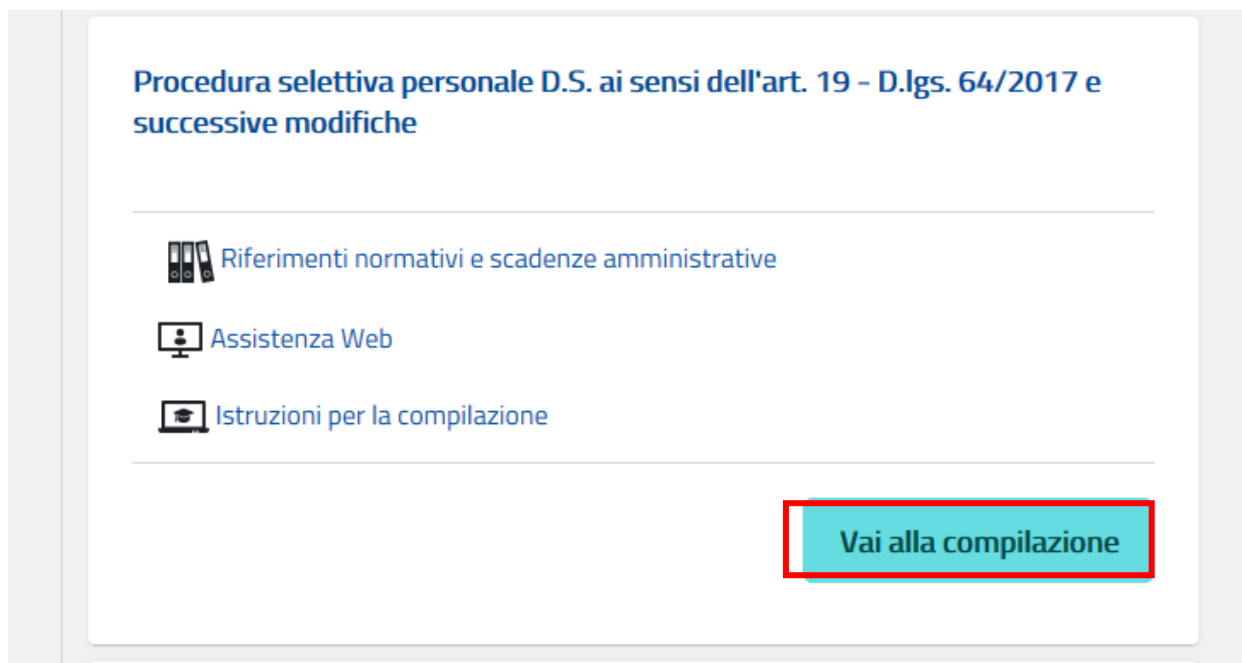 Procedura selettiva personale D.S. ai sensi dell'art. 19 - D.lgs. 64/2017 e
successive modifiche
Riferimenti normativi e scadenze amministrative
Assistenza Web
Istruzioni per la compilazione
Vai alla compilazione